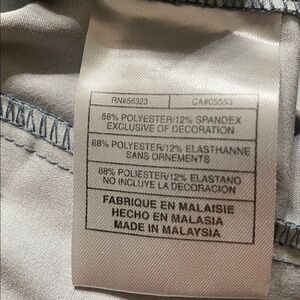 RN#56323 CA#05553
88% POLYESTER/12% SPANDEX
EXCLUSIVE OF DECORATION
88% POLYESTER/12% ELASTHANNE
SANS ORNEMENTS
88% POLIESTER/12% ELASTANO
NO INCLUYE LA DECORACION
FABRIQUE EN MALAISIE
HECHO EN MALASIA
MADE IN MALAYSIA